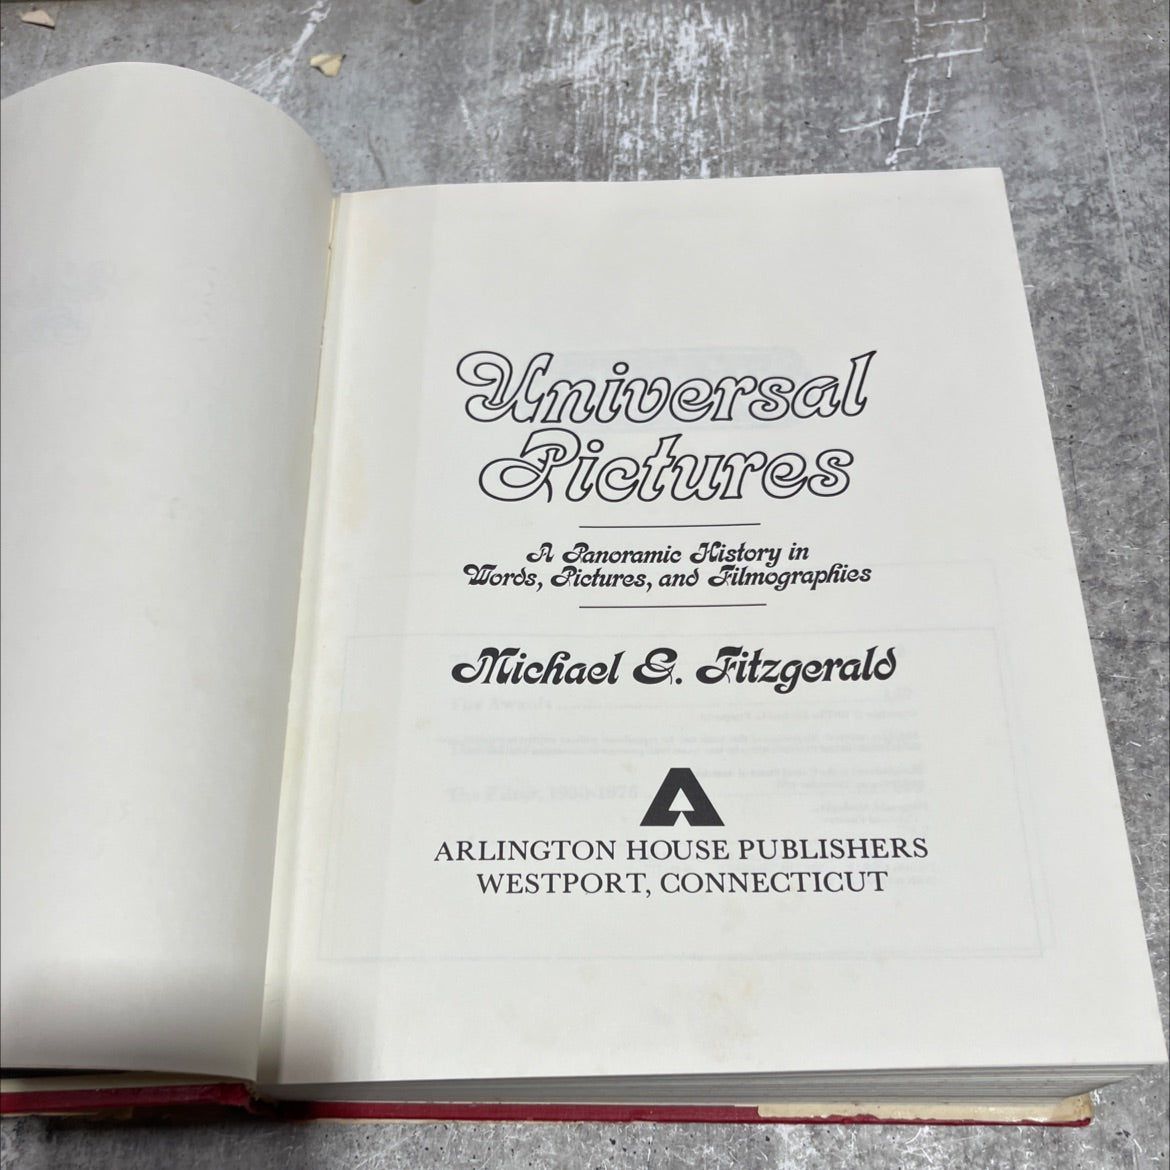 Universal
Pictures
A Panoramic History in
Words, Pictures, and Filmographies
Michael G. Fitzgerald
ARLINGTON HOUSE PUBLISHERS
WESTPORT, CONNECTICUT